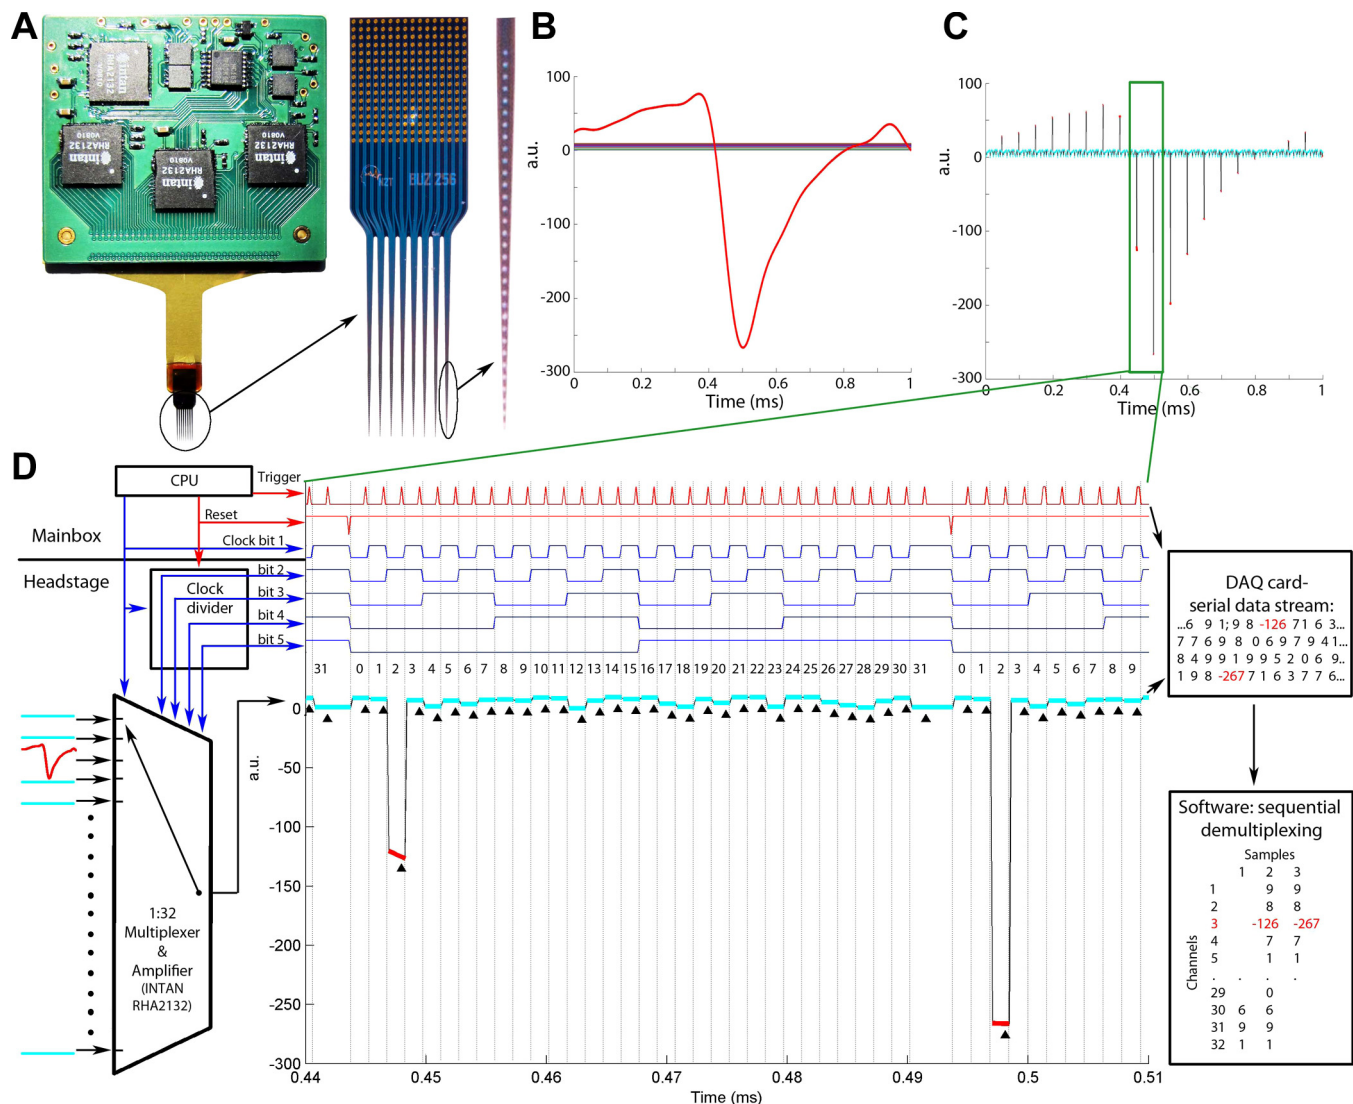 A
B
C
intan
RHA2132
V0810
intan
RHA2132
V0810
intan
RHA2132
V0810
intan
RHA2132
V0810
NZT
BUZ 256
100
0
-100
-200
-300
a.u.
0
0.2
0.4
0.6
0.8
1
Time (ms)
100
0
-100
-200
-300
a.u.
0
0.2
0.4
0.6
0.8
1
Time (ms)
D
CPU
Trigger
Reset
Mainbox
Clock bit 1
Headstage
Clock
divider
bit 2
bit 3
bit 4
bit 5
31 0 1 2 3 4 5 6 7 8 9 10 11 12 13 14 15 16 17 18 19 20 21 22 23 24 25 26 27 28 29 30 31 0 1 2 3 4 5 6 7 8 9
0
-50
-100
-150
-200
-250
-300
a.u.
0.44
0.45
0.46
0.47
0.48
0.49
0.5
0.51
Time (ms)
1:32
Multiplexer
&
Amplifier
(INTAN
RHA2132)
DAQ card-
serial data stream:
...6 9 1; 9 8 -126 7 1 6 3...
7 7 6 9 8 0 6 9 7 9 4 1...
8 4 9 9 1 9 9 5 2 0 6 9..
1 9 8 -267 7 1 6 3 7 7 6...
Software: sequential
demultiplexing
Samples
1 2 3
Channels
1 9 9
2 8 8
3 -126 -267
4 7 7
5 1 1
. . . .
29 0
30 6 6
31 9 9
32 1 1